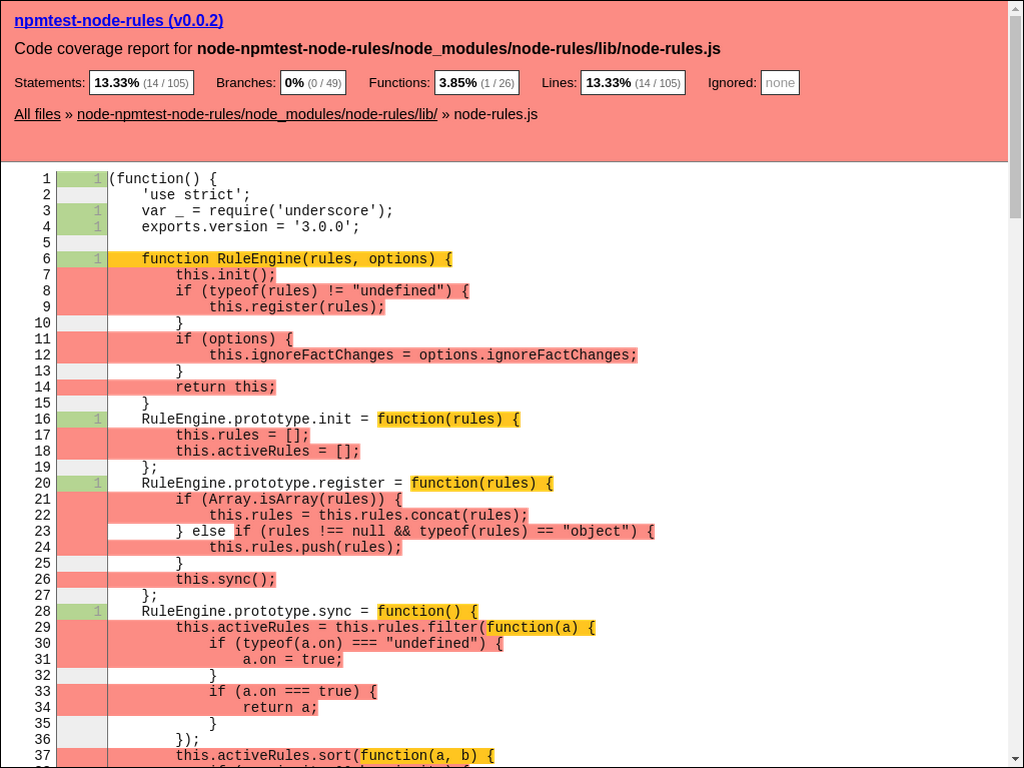 npmtest-node-rules (v0.0.2)
Code coverage report for node-npmtest-node-rules/node_modules/node-rules/lib/node-rules.js
Statements: 13.33% (14 / 105) Branches: 0% (0 / 49) Functions: 3.85% (1 / 26) Lines: 13.33% (14 / 105) Ignored: none
All files » node-npmtest-node-rules/node_modules/node-rules/lib/ » node-rules.js
1 1 (function() {
2 'use strict';
3 1 var _ = require('underscore');
4 1 exports.version = '3.0.0';
5
6 1 function RuleEngine(rules, options) {
7 this.init();
8 if (typeof(rules) != "undefined") {
9 this.register(rules);
10 }
11 if (options) {
12 this.ignoreFactChanges = options.ignoreFactChanges;
13 }
14 return this;
15 }
16 1 RuleEngine.prototype.init = function(rules) {
17 this.rules = [];
18 this.activeRules = [];
19 };
20 1 RuleEngine.prototype.register = function(rules) {
21 if (Array.isArray(rules)) {
22 this.rules = this.rules.concat(rules);
23 } else if (rules !== null && typeof(rules) == "object") {
24 this.rules.push(rules);
25 }
26 this.sync();
27 };
28 1 RuleEngine.prototype.sync = function() {
29 this.activeRules = this.rules.filter(function(a) {
30 if (typeof(a.on) === "undefined") {
31 a.on = true;
32 }
33 if (a.on === true) {
34 return a;
35 }
36 });
37 this.activeRules.sort(function(a, b) {